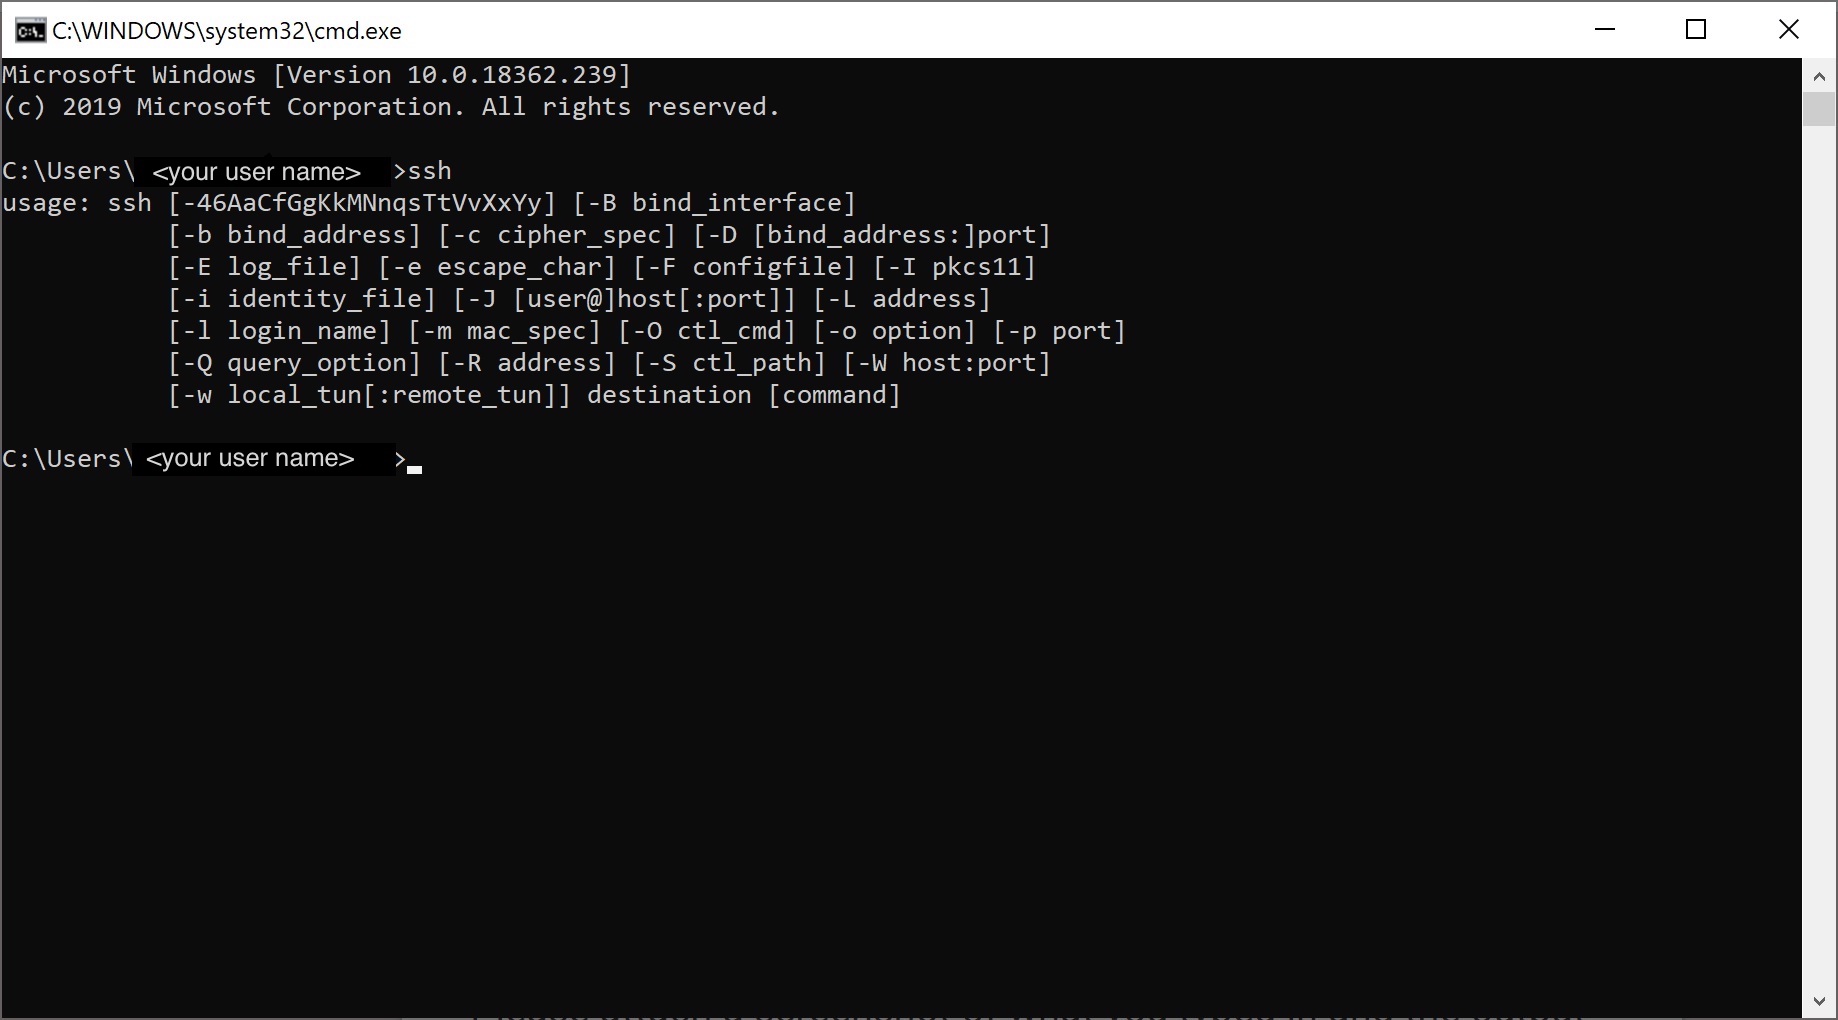 C:\WINDOWS\system32\cmd.exe
Microsoft Windows [Version 10.0.18362.239]
(c) 2019 Microsoft Corporation. All rights reserved.
C:\Users\ <your user name> >ssh
usage: ssh [-46AaCfGgKkMNnqsTtVvXxYy] [-B bind_interface]
[-b bind_address] [-c cipher_spec] [-D [bind_address:]port]
[-E log_file] [-e escape_char] [-F configfile] [-I pkcs11]
[-i identity_file] [-J [user@]host[:port]] [-L address]
[-l login_name] [-m mac_spec] [-O ctl_cmd] [-o option] [-p port]
[-Q query_option] [-R address] [-S ctl_path] [-W host:port]
[-w local_tun[:remote_tun]] destination [command]
C:\Users\ <your user name> >